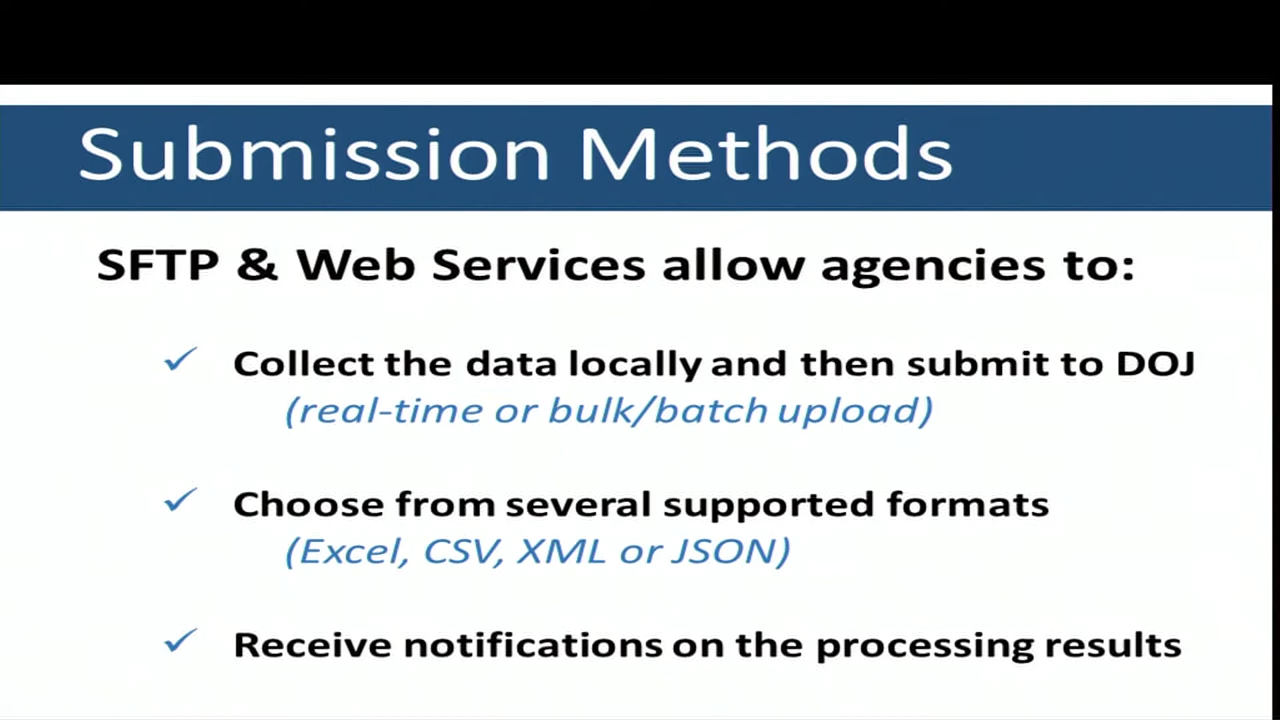 Submission Methods
SFTP & Web Services allow agencies to:
✓ Collect the data locally and then submit to DOJ
(real-time or bulk/batch upload)
✓ Choose from several supported formats
(Excel, CSV, XML or JSON)
✓ Receive notifications on the processing results